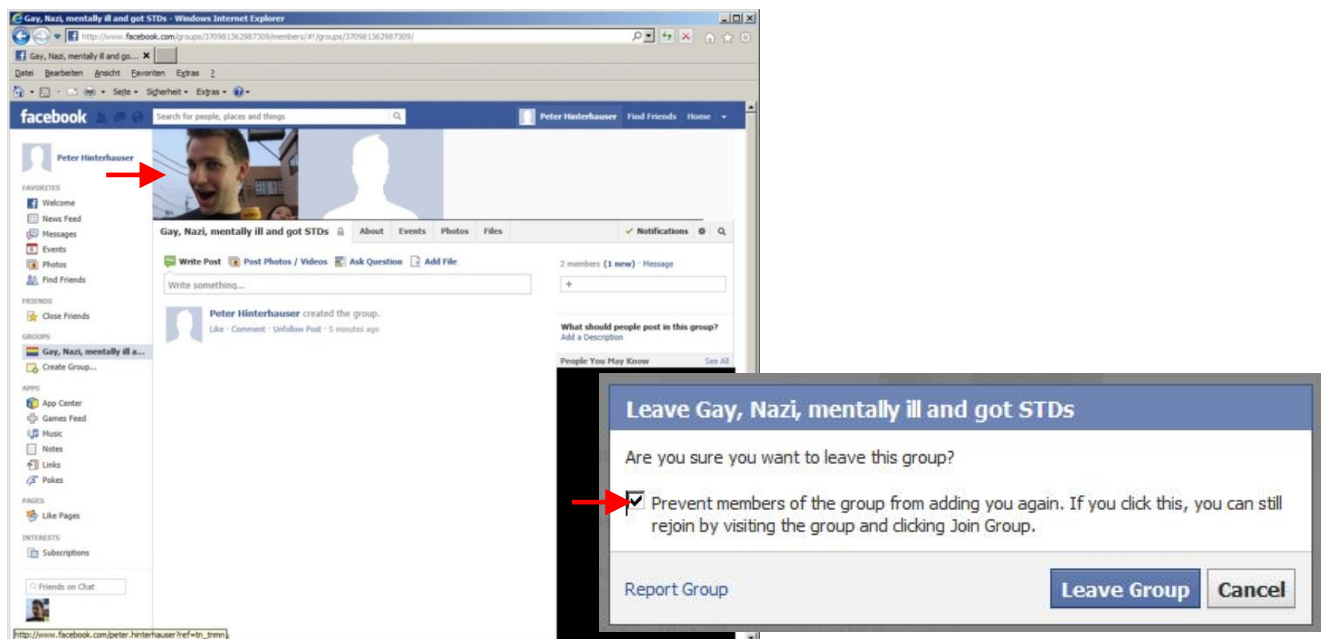 Gay, Nazi, mentally ill and got STDs - Windows Internet Explorer
http://www.facebook.com/groups/370981362987309/members/#!/groups/370981362987309/
Gay, Nazi, mentally ill and go...
Datei Bearbeiten Ansicht Favoriten Extras ?
Seite Sicherheit Extras
facebook Search for people, places and things Peter Hinterhauser Find Friends Home
Peter Hinterhauser
FAVORITES
Welcome
News Feed
Messages
Events
Photos
Find Friends
FRIENDS
Close Friends
GROUPS
Gay, Nazi, mentally ill a...
Create Group...
APPS
App Center
Games Feed
Music
Notes
Links
Pokes
PAGES
Like Pages
INTERESTS
Subscriptions
Friends on Chat
http://www.facebook.com/peter.hinterhauser?ref=tn_tnmn
Gay, Nazi, mentally ill and got STDs About Events Photos Files Notifications
Write Post Post Photos / Videos Ask Question Add File
Write something...
Peter Hinterhauser created the group.
Like · Comment · Unfollow Post · 5 minutes ago
2 members (1 new) · Message
+
What should people post in this group?
Add a Description
People You May Know See All
Leave Gay, Nazi, mentally ill and got STDs
Are you sure you want to leave this group?
Prevent members of the group from adding you again. If you click this, you can still
rejoin by visiting the group and clicking Join Group.
Report Group Leave Group Cancel